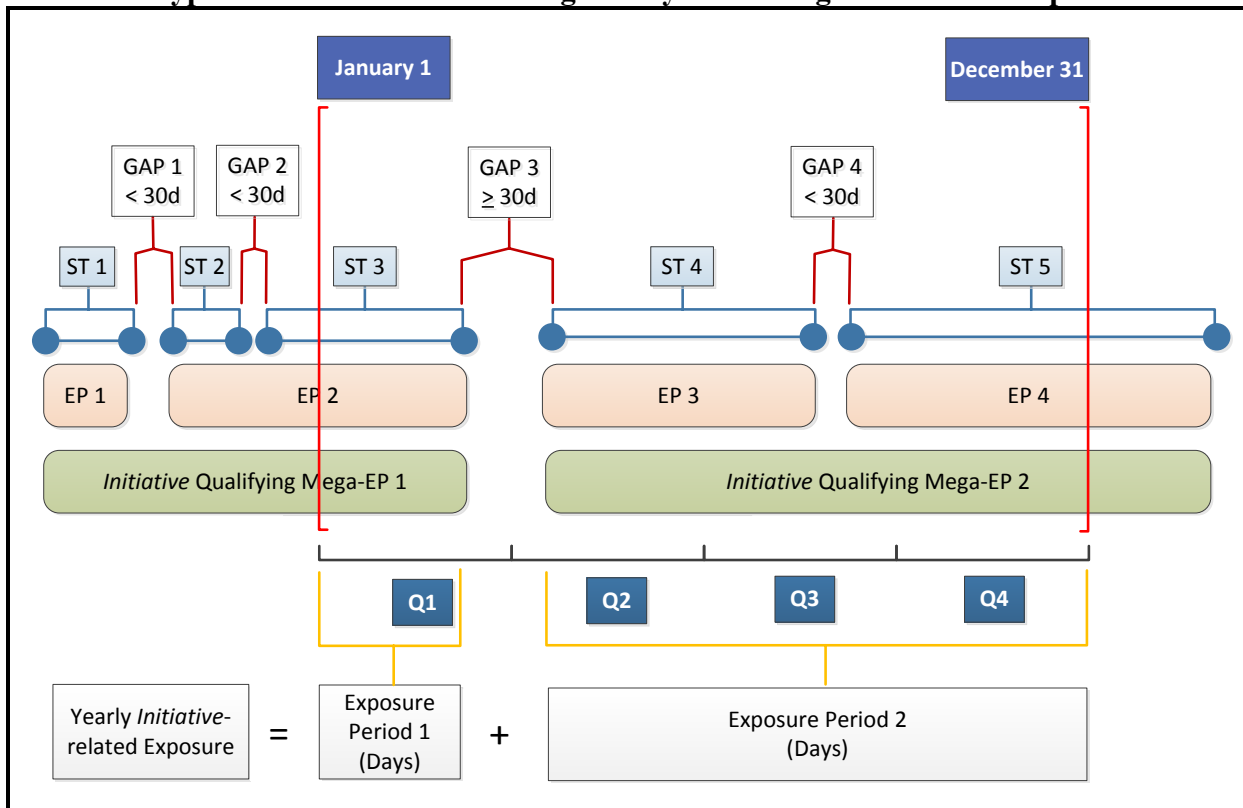 January 1
December 31
GAP 1
< 30d
GAP 2
< 30d
GAP 3
≥ 30d
GAP 4
< 30d
ST 1
ST 2
ST 3
ST 4
ST 5
EP 1
EP 2
EP 3
EP 4
Initiative Qualifying Mega-EP 1
Initiative Qualifying Mega-EP 2
Q1
Q2
Q3
Q4
Yearly Initiative-
related Exposure
=
Exposure
Period 1
(Days)
+
Exposure Period 2
(Days)